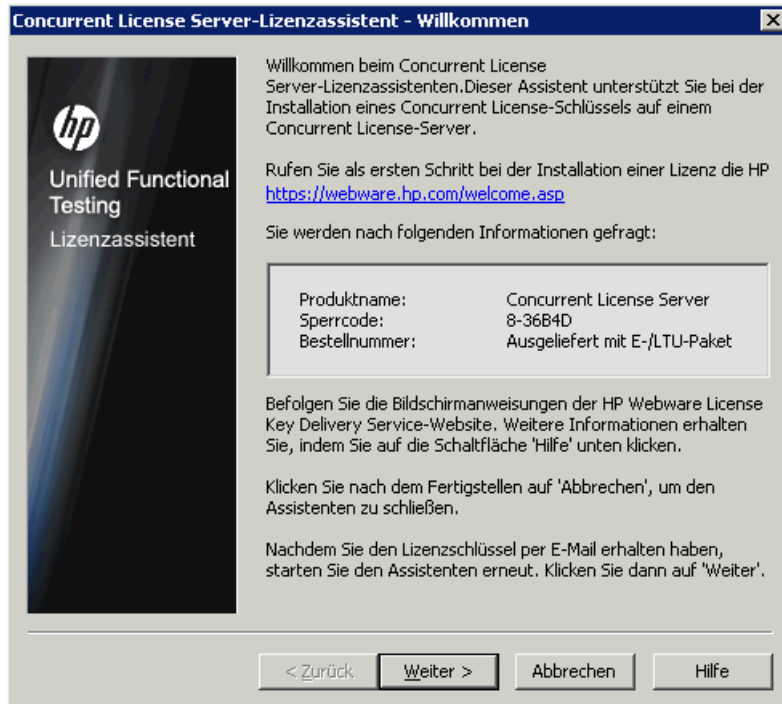 Concurrent License Server-Lizenzassistent - Willkommen
hp
Unified Functional
Testing
Lizenzassistent
Willkommen beim Concurrent License
Server-Lizenzassistenten.Dieser Assistent unterstützt Sie bei der
Installation eines Concurrent License-Schlüssels auf einem
Concurrent License-Server.
Rufen Sie als ersten Schritt bei der Installation einer Lizenz die HP
https://webware.hp.com/welcome.asp
Sie werden nach folgenden Informationen gefragt:
Produktname: Concurrent License Server
Sperrcode: 8-36B4D
Bestellnummer: Ausgeliefert mit E-/LTU-Paket
Befolgen Sie die Bildschirmanweisungen der HP Webware License
Key Delivery Service-Website. Weitere Informationen erhalten
Sie, indem Sie auf die Schaltfläche 'Hilfe' unten klicken.
Klicken Sie nach dem Fertigstellen auf 'Abbrechen', um den
Assistenten zu schließen.
Nachdem Sie den Lizenzschlüssel per E-Mail erhalten haben,
starten Sie den Assistenten erneut. Klicken Sie dann auf 'Weiter'.
< Zurück Weiter > Abbrechen Hilfe